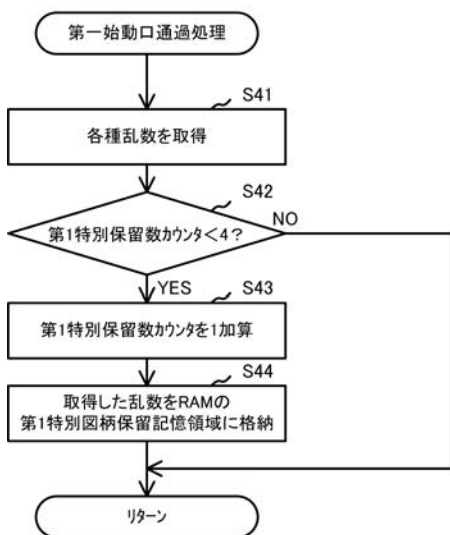 第一始動口通過処理
S41
各種乱数を取得
S42
第1特別保留数カウンタ<4?
NO
YES
S43
第1特別保留数カウンタを1加算
S44
取得した乱数をRAMの
第1特別図柄保留記憶領域に格納
リターン